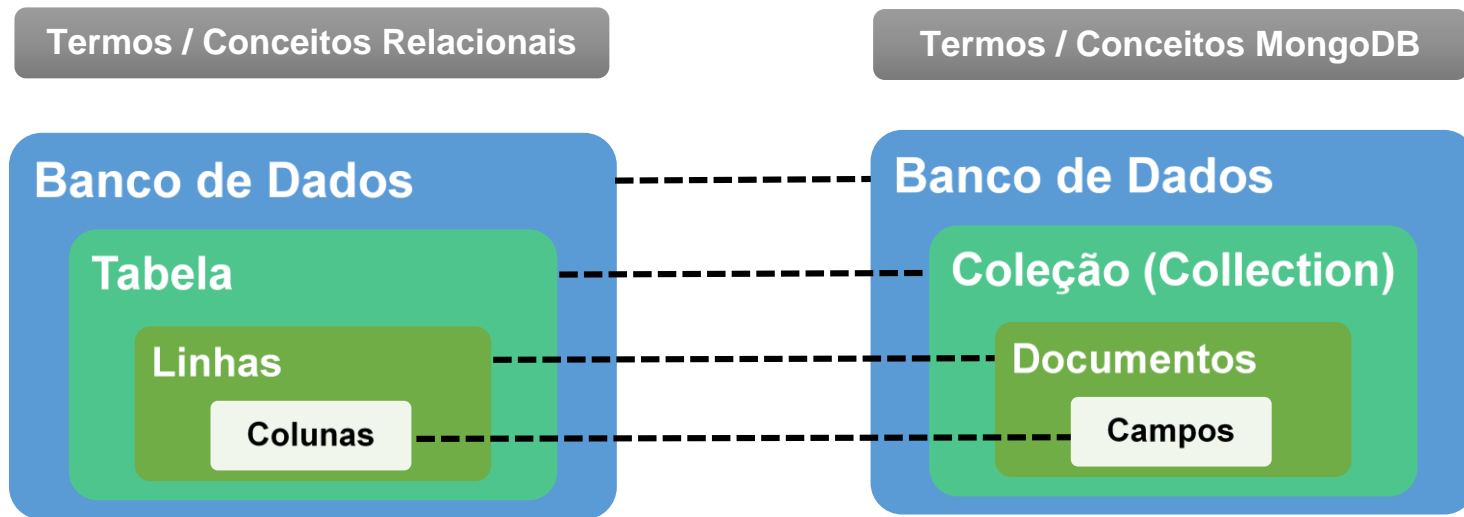 Termos / Conceitos Relacionais
Termos / Conceitos MongoDB
Banco de Dados
Tabela
Linhas
Colunas
Banco de Dados
Coleção (Collection)
Documentos
Campos